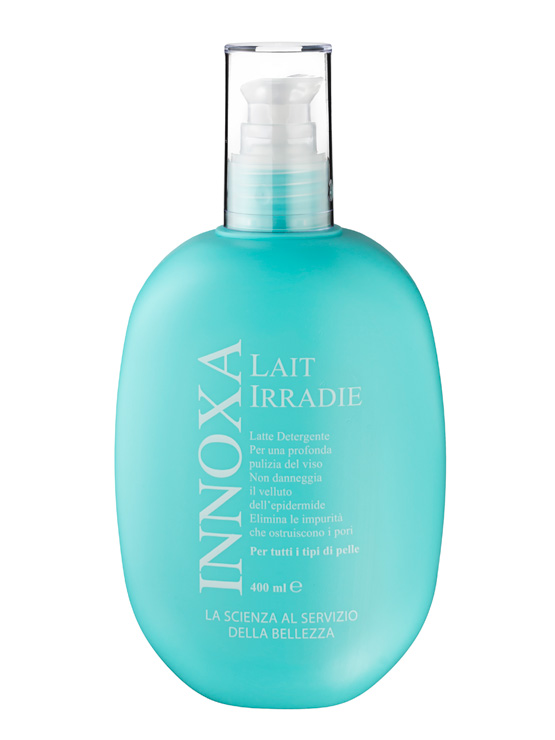 INNOXA
LAIT
IRRADIE
Latte Detergente
Per una profonda
pulizia del viso
Non danneggia
il velluto
dell'epidermide
Elimina le impurità
che ostruiscono i pori
Per tutti i tipi di pelle
400 ml ℮
LA SCIENZA AL SERVIZIO
DELLA BELLEZZA